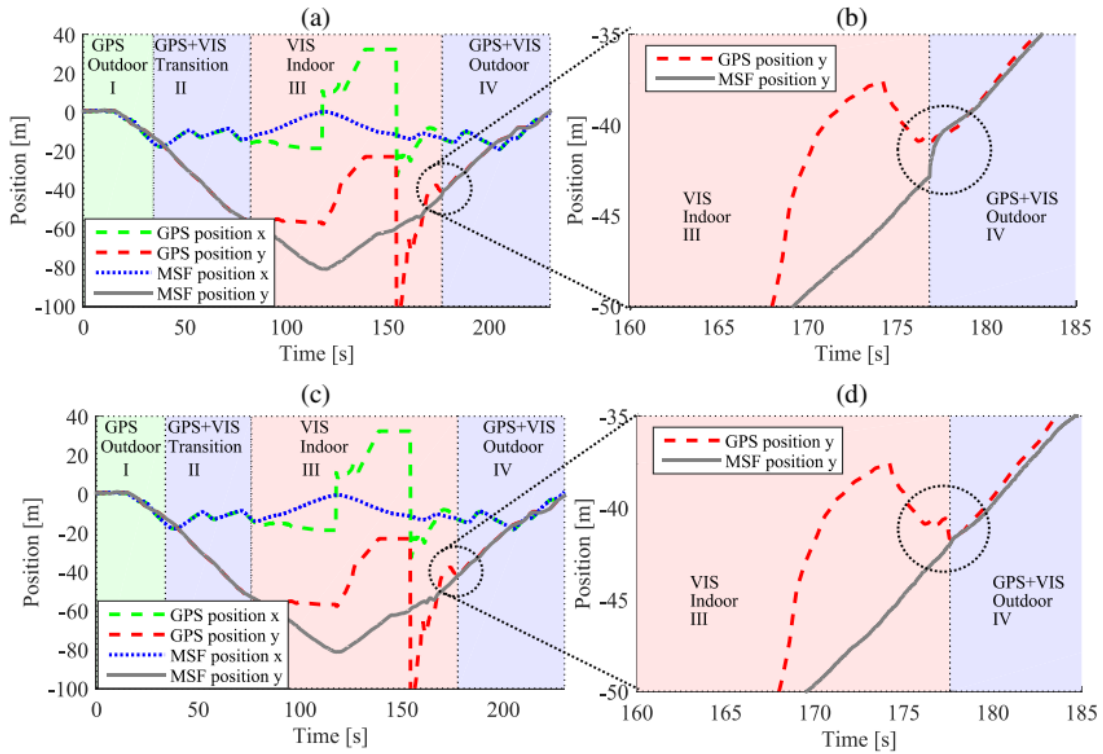 (a)
40
20
0
-20
-40
-60
-80
-100
Position [m]
GPS
Outdoor
I
GPS+VIS
Transition
II
VIS
Indoor
III
GPS+VIS
Outdoor
IV
GPS position x
GPS position y
MSF position x
MSF position y
0 50 100 150 200
Time [s]
(b)
-35
-40
-45
-50
Position [m]
GPS position y
MSF position y
VIS
Indoor
III
GPS+VIS
Outdoor
IV
160 165 170 175 180 185
Time [s]
(c)
40
20
0
-20
-40
-60
-80
-100
Position [m]
GPS
Outdoor
I
GPS+VIS
Transition
II
VIS
Indoor
III
GPS+VIS
Outdoor
IV
GPS position x
GPS position y
MSF position x
MSF position y
0 50 100 150 200
Time [s]
(d)
-35
-40
-45
-50
Position [m]
GPS position y
MSF position y
VIS
Indoor
III
GPS+VIS
Outdoor
IV
160 165 170 175 180 185
Time [s]